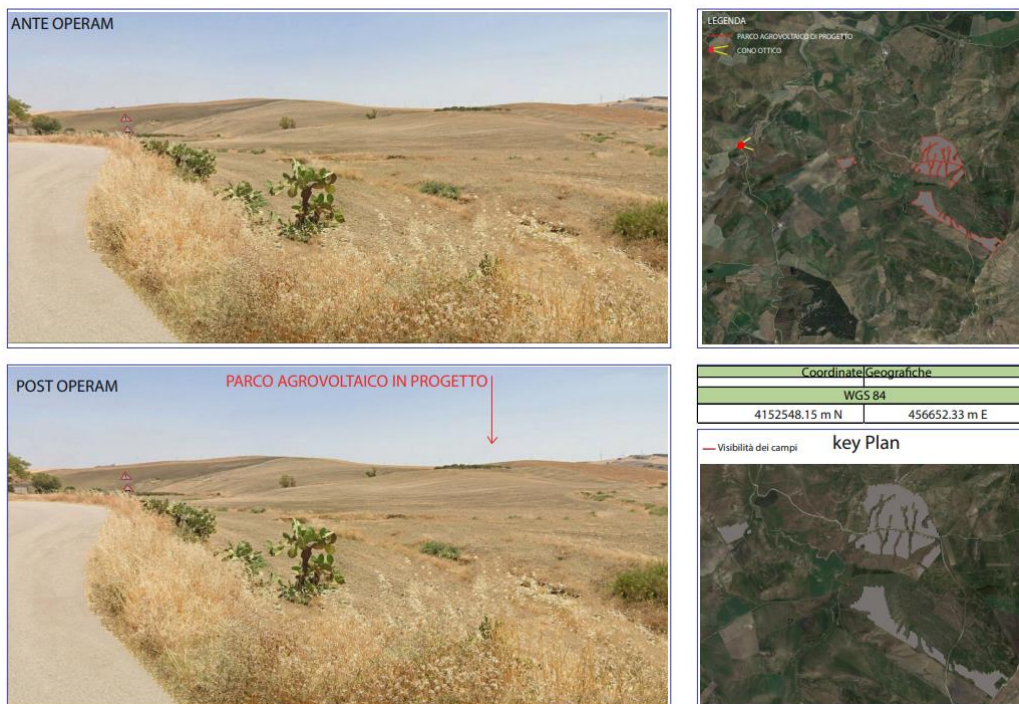 ANTE OPERAM
LEGENDA
PARCO AGROVOLTAICO DI PROGETTO
CONO OTTICO
POST OPERAM
PARCO AGROVOLTAICO IN PROGETTO
Coordinate Geografiche
WGS 84
4152548.15 m N 456652.33 m E
Visibilità dei campi
key Plan